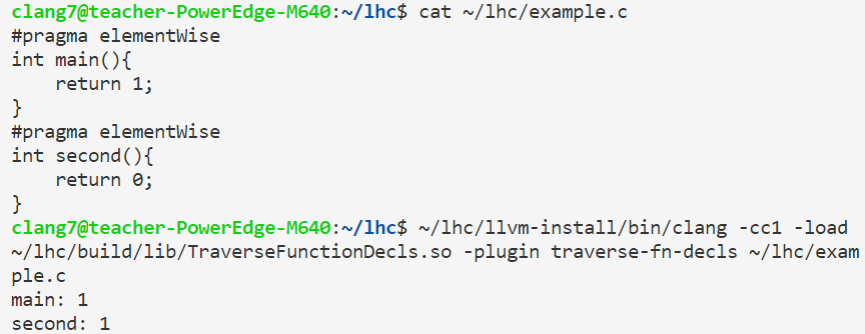 clang7@teacher-PowerEdge-M640:~/lhc$ cat ~/lhc/example.c
#pragma elementWise
int main(){
    return 1;
}
#pragma elementWise
int second(){
    return 0;
}
clang7@teacher-PowerEdge-M640:~/lhc$ ~/lhc/llvm-install/bin/clang -cc1 -load
~/lhc/build/lib/TraverseFunctionDecls.so -plugin traverse-fn-decls ~/lhc/exam
ple.c
main: 1
second: 1